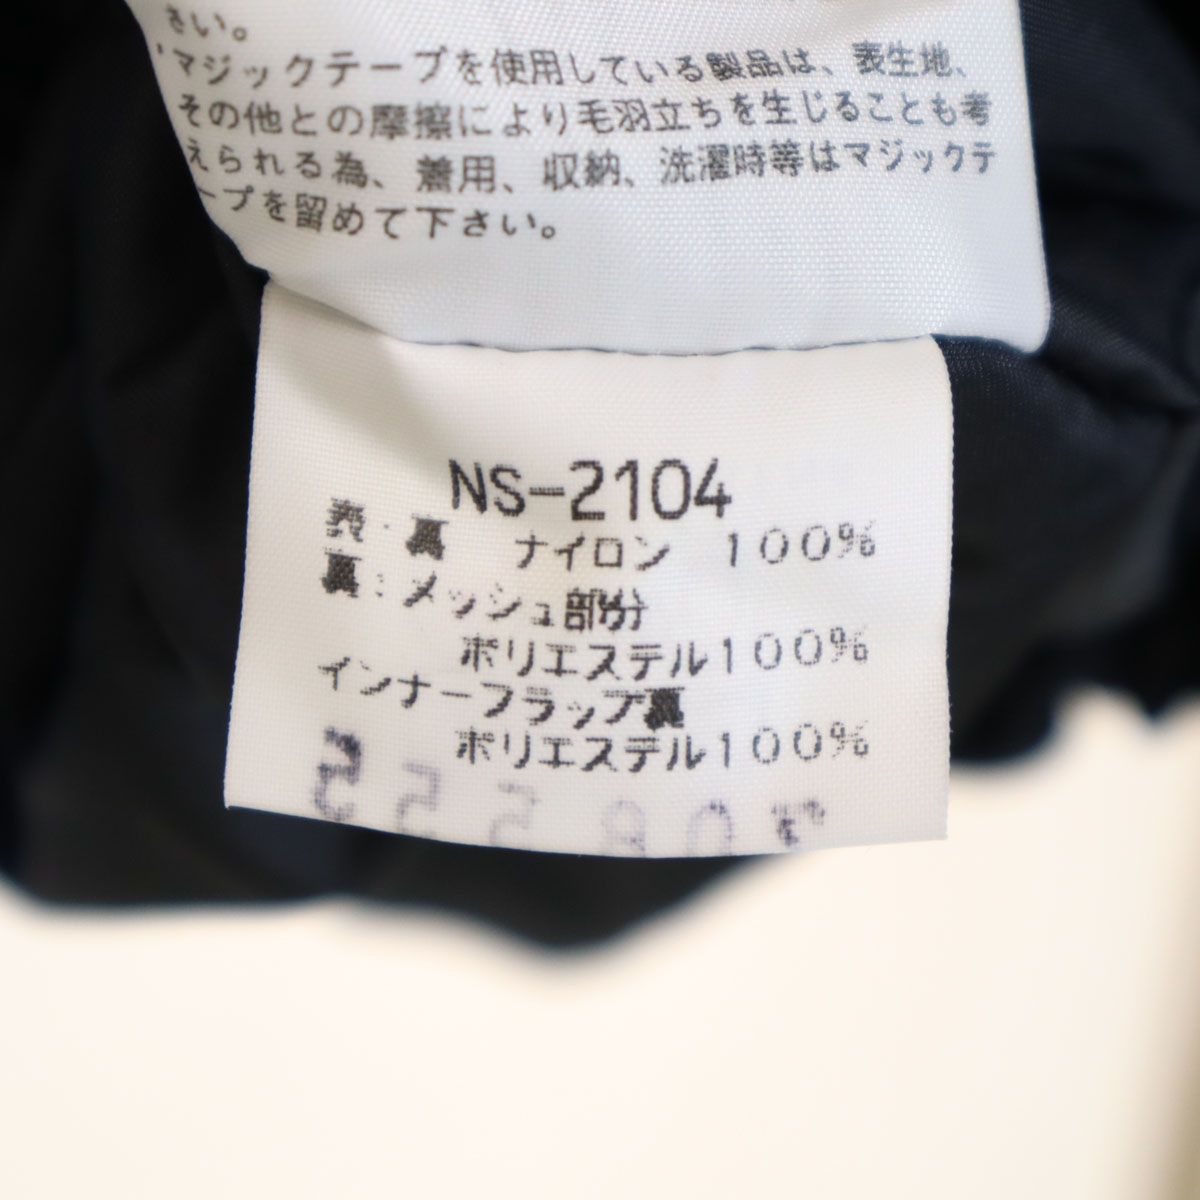 さい。
マジックテープを使用している製品は、表生地、
その他との摩擦により毛羽立ちを生じることも考
えられる為、着用、収納、洗濯時等はマジックテ
ープを留めて下さい。
NS-2104
表・裏 ナイロン 100%
裏:メッシュ部分
ポリエステル100%
インナーフラップ裏
ポリエステル100%